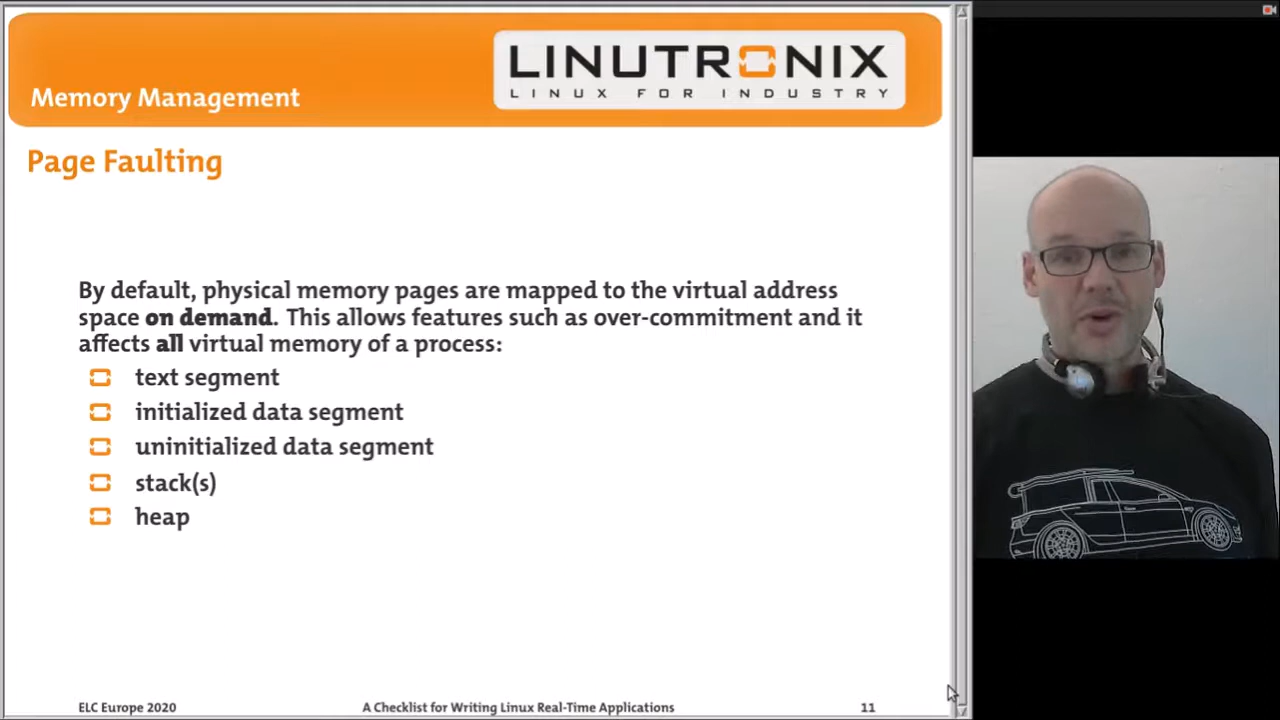 LINUTRONIX
LINUX FOR INDUSTRY
Memory Management
Page Faulting
By default, physical memory pages are mapped to the virtual address
space on demand. This allows features such as over-commitment and it
affects all virtual memory of a process:
text segment
initialized data segment
uninitialized data segment
stack(s)
heap
ELC Europe 2020
A Checklist for Writing Linux Real-Time Applications
11